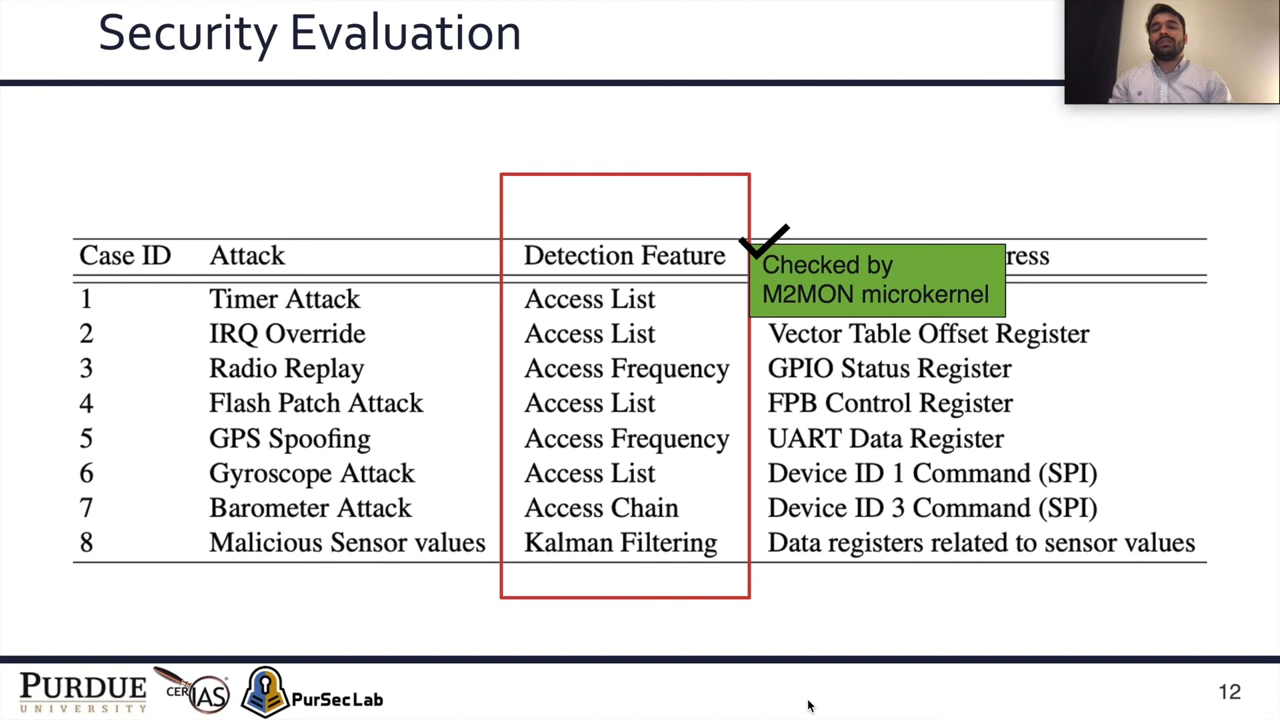 Security Evaluation
Case ID Attack Detection Feature ress
Checked by
M2MON microkernel
1 Timer Attack Access List
2 IRQ Override Access List Vector Table Offset Register
3 Radio Replay Access Frequency GPIO Status Register
4 Flash Patch Attack Access List FPB Control Register
5 GPS Spoofing Access Frequency UART Data Register
6 Gyroscope Attack Access List Device ID 1 Command (SPI)
7 Barometer Attack Access Chain Device ID 3 Command (SPI)
8 Malicious Sensor values Kalman Filtering Data registers related to sensor values
PURDUE
UNIVERSITY
CERIAS
PurSecLab
12